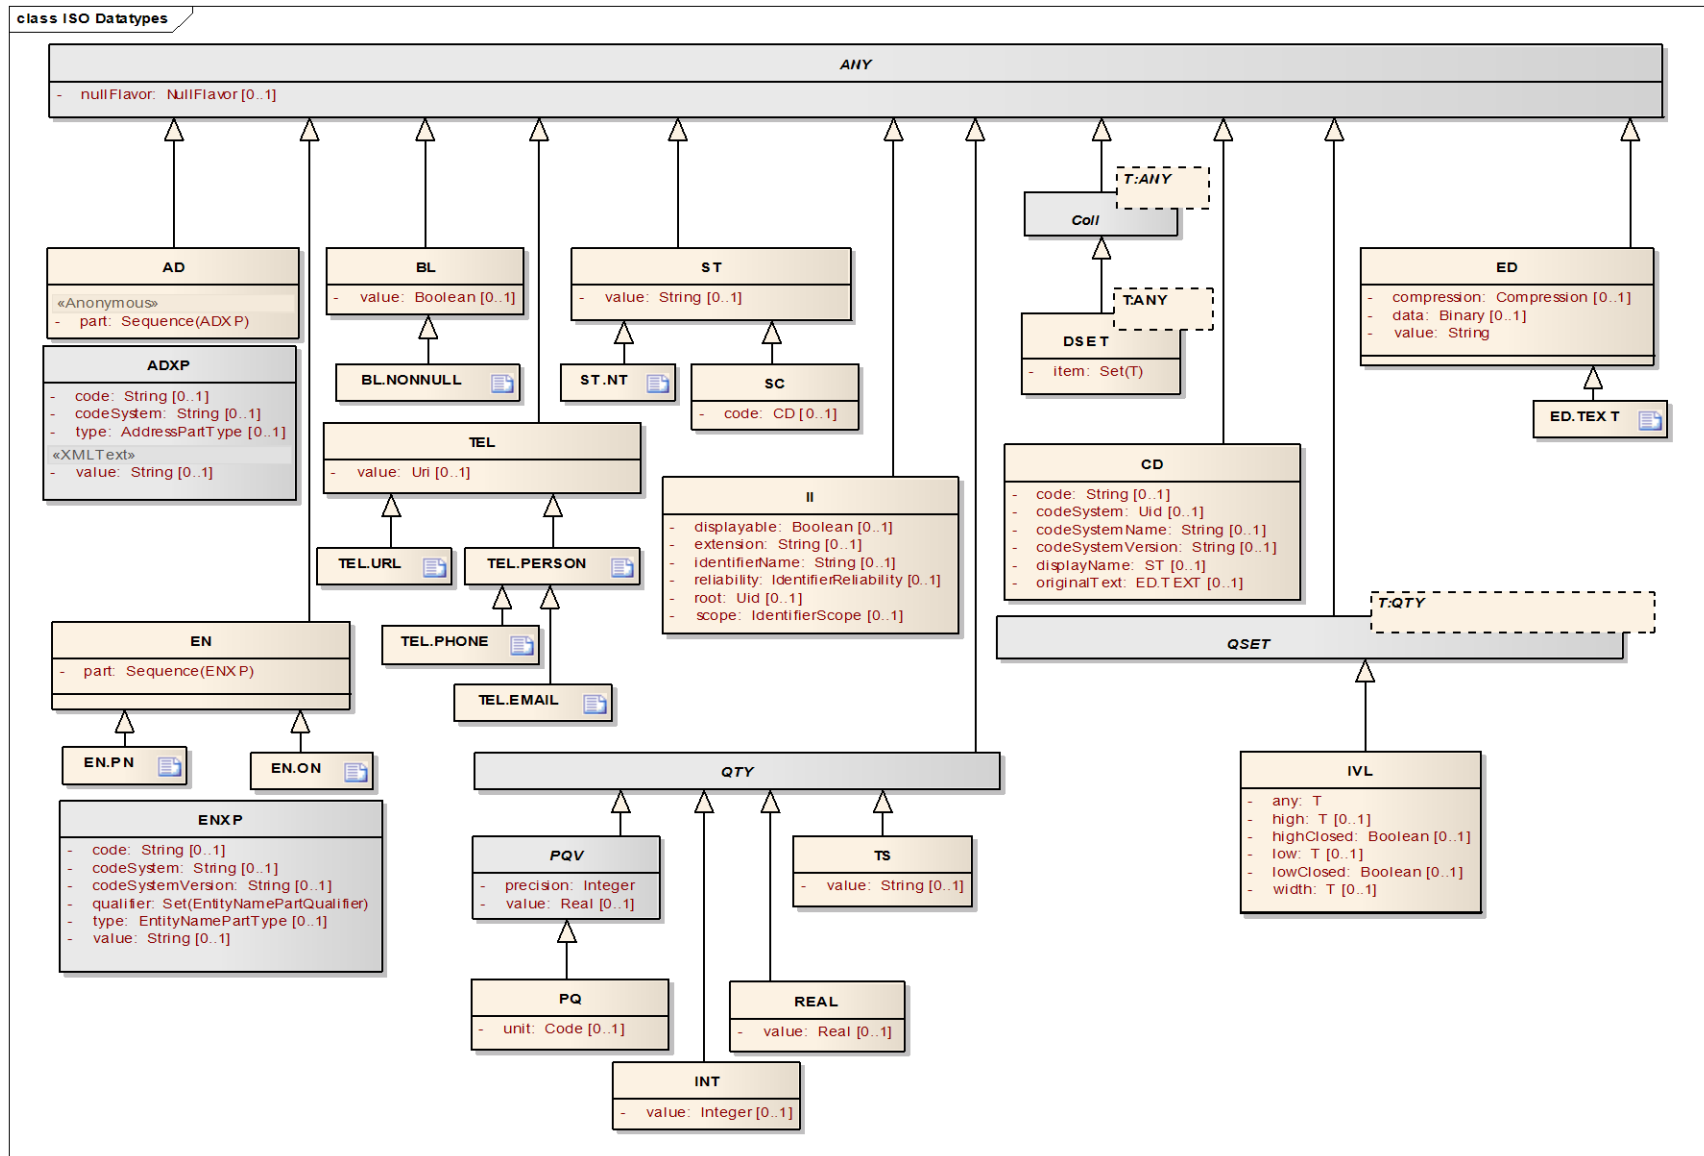 class ISO Datatypes
ANY
- nullFlavor: NullFlavor [0..1]
AD
«Anonymous»
- part: Sequence(ADXP)
ADXP
- code: String [0..1]
- codeSystem: String [0..1]
- type: AddressPartType [0..1]
«XMLText»
- value: String [0..1]
BL
- value: Boolean [0..1]
BL.NONNULL
ST
- value: String [0..1]
ST.NT
SC
- code: CD [0..1]
TEL
- value: Uri [0..1]
TEL.URL
TEL.PERSON
TEL.PHONE
TEL.EMAIL
II
- displayable: Boolean [0..1]
- extension: String [0..1]
- identifierName: String [0..1]
- reliability: IdentifierReliability [0..1]
- root: Uid [0..1]
- scope: IdentifierScope [0..1]
T:ANY
Coll
T:ANY
DSET
- item: Set(T)
ED
- compression: Compression [0..1]
- data: Binary [0..1]
- value: String
ED.TEXT
CD
- code: String [0..1]
- codeSystem: Uid [0..1]
- codeSystemName: String [0..1]
- codeSystemVersion: String [0..1]
- displayName: ST [0..1]
- originalText: ED.TEXT [0..1]
T:QTY
QSET
EN
- part: Sequence(ENXP)
EN.PN
EN.ON
ENXP
- code: String [0..1]
- codeSystem: String [0..1]
- codeSystemVersion: String [0..1]
- qualifier: Set(EntityNamePartQualifier)
- type: EntityNamePartType [0..1]
- value: String [0..1]
QTY
PQV
- precision: Integer
- value: Real [0..1]
TS
- value: String [0..1]
PQ
- unit: Code [0..1]
REAL
- value: Real [0..1]
INT
- value: Integer [0..1]
IVL
- any: T
- high: T [0..1]
- highClosed: Boolean [0..1]
- low: T [0..1]
- lowClosed: Boolean [0..1]
- width: T [0..1]